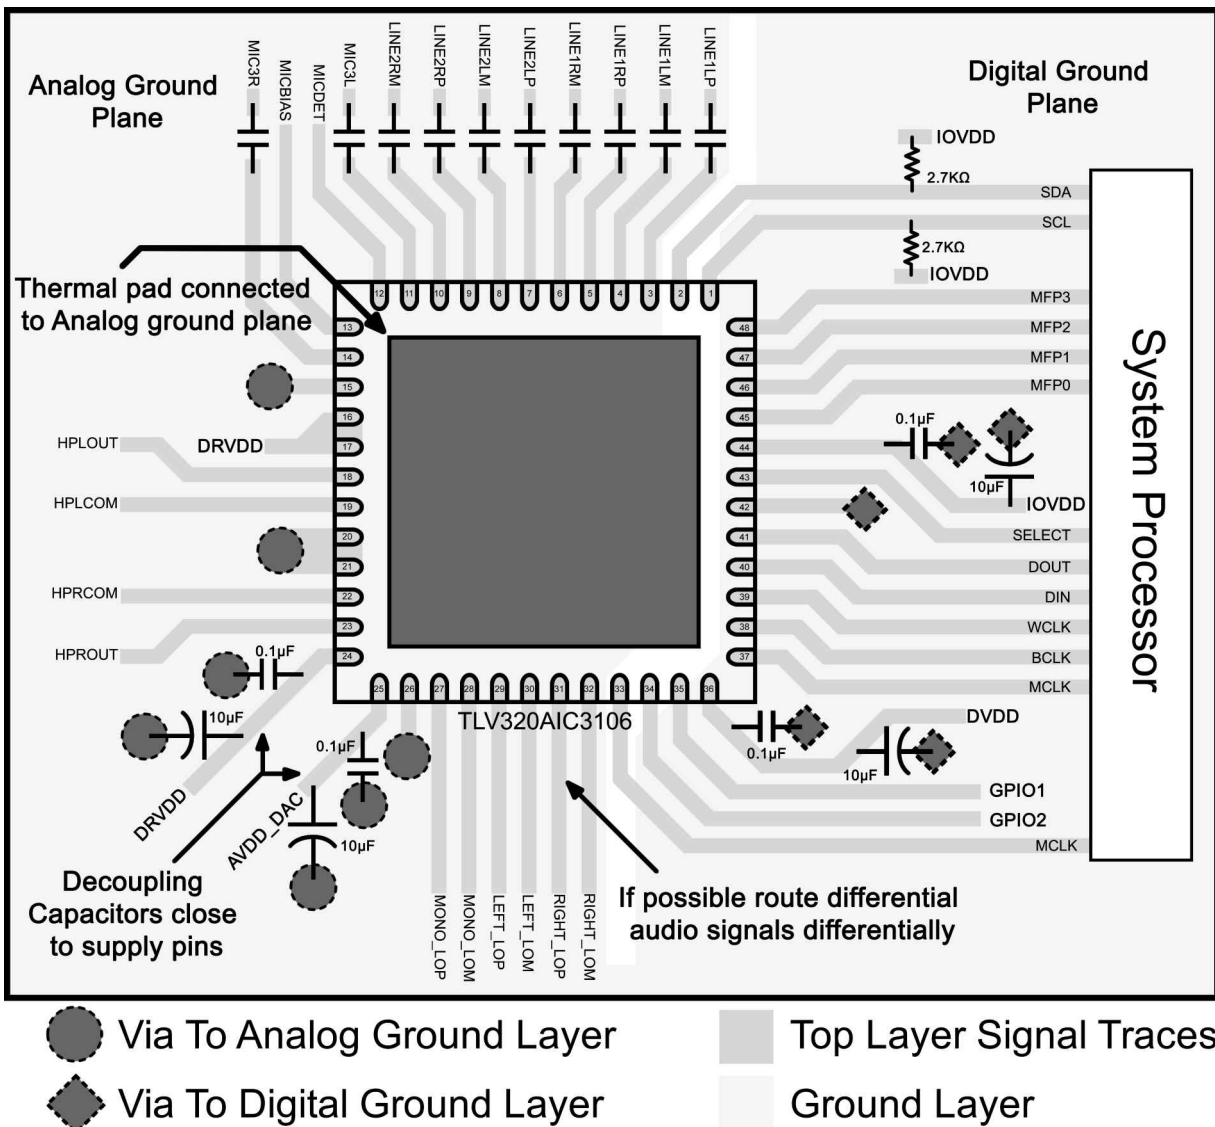 Analog Ground
Plane
MIC3R
MICBIAS
MICDET
MIC3L
LINE2RM
LINE2RP
LINE2LM
LINE2LP
LINE1RM
LINE1RP
LINE1LM
LINE1LP
Digital Ground
Plane
IOVDD
2.7KΩ
SDA
SCL
2.7KΩ
IOVDD
Thermal pad connected
to Analog ground plane
12
11
10
9
8
7
6
5
4
3
2
1
13
14
15
16
17
18
19
20
21
22
23
24
48
47
46
45
44
43
42
41
40
39
38
37
25
26
27
28
29
30
31
32
33
34
35
36
MFP3
MFP2
MFP1
MFP0
0.1µF
10µF
IOVDD
SELECT
DOUT
DIN
WCLK
BCLK
MCLK
DVDD
0.1µF
10µF
GPIO1
GPIO2
MCLK
System Processor
HPLOUT
DRVDD
HPLCOM
HPRCOM
HPROUT
0.1µF
10µF
DRVDD
0.1µF
AVDD_DAC
10µF
TLV320AIC3106
Decoupling
Capacitors close
to supply pins
MONO_LOP
MONO_LOM
LEFT_LOP
LEFT_LOM
RIGHT_LOP
RIGHT_LOM
If possible route differential
audio signals differentially
Via To Analog Ground Layer
Top Layer Signal Traces
Via To Digital Ground Layer
Ground Layer